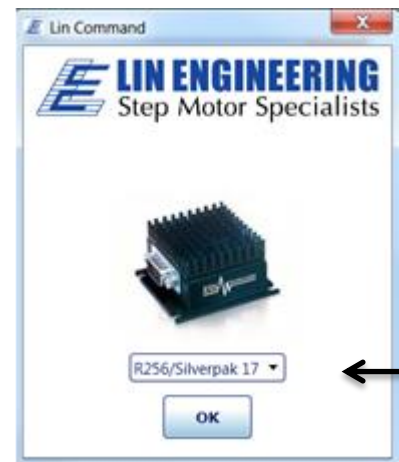 Lin Command
LIN ENGINEERING
Step Motor Specialists
R256/Silverpak 17
OK